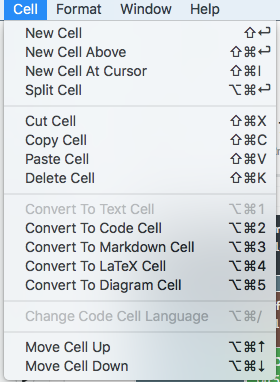 Cell Format Window Help
New Cell ⇧⏎
New Cell Above ⇧⌘⏎
New Cell At Cursor ⇧⌘I
Split Cell ⌥⌘⏎
Cut Cell ⇧⌘X
Copy Cell ⇧⌘C
Paste Cell ⇧⌘V
Delete Cell ⇧⌘K
Convert To Text Cell ⌥⌘1
Convert To Code Cell ⌥⌘2
Convert To Markdown Cell ⌥⌘3
Convert To LaTeX Cell ⌥⌘4
Convert To Diagram Cell ⌥⌘5
Change Code Cell Language ⌥⌘/
Move Cell Up ⌥⌘↑
Move Cell Down ⌥⌘↓